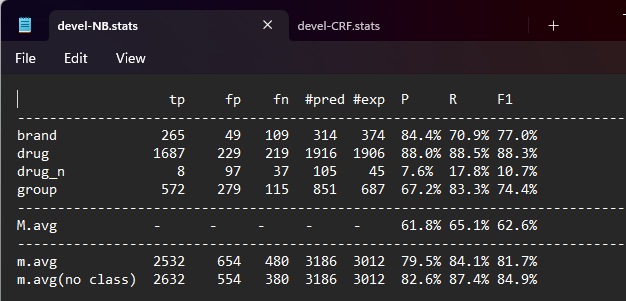 devel-NB.stats devel-CRF.stats
File Edit View
tp fp fn #pred #exp P R F1
------------------------------------------------------------------------------
brand 265 49 109 314 374 84.4% 70.9% 77.0%
drug 1687 229 219 1916 1906 88.0% 88.5% 88.3%
drug_n 8 97 37 105 45 7.6% 17.8% 10.7%
group 572 279 115 851 687 67.2% 83.3% 74.4%
------------------------------------------------------------------------------
M.avg - - - - - 61.8% 65.1% 62.6%
------------------------------------------------------------------------------
m.avg 2532 654 480 3186 3012 79.5% 84.1% 81.7%
m.avg(no class) 2632 554 380 3186 3012 82.6% 87.4% 84.9%